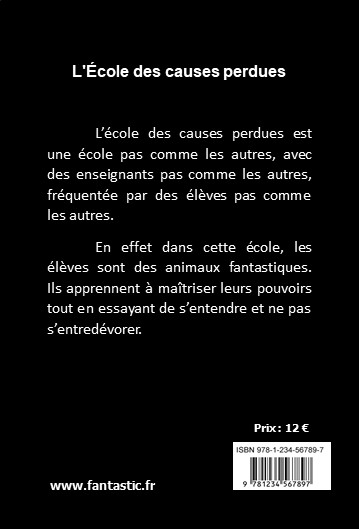 L'École des causes perdues
L’école des causes perdues est
une école pas comme les autres, avec
des enseignants pas comme les autres,
fréquentée par des élèves pas comme
les autres.
En effet dans cette école, les
élèves sont des animaux fantastiques.
Ils apprennent à maîtriser leurs pouvoirs
tout en essayant de s’entendre et ne pas
s’entredévorer.
Prix : 12 €
ISBN 978-1-234-56789-7
9 781234 567897
www.fantastic.fr